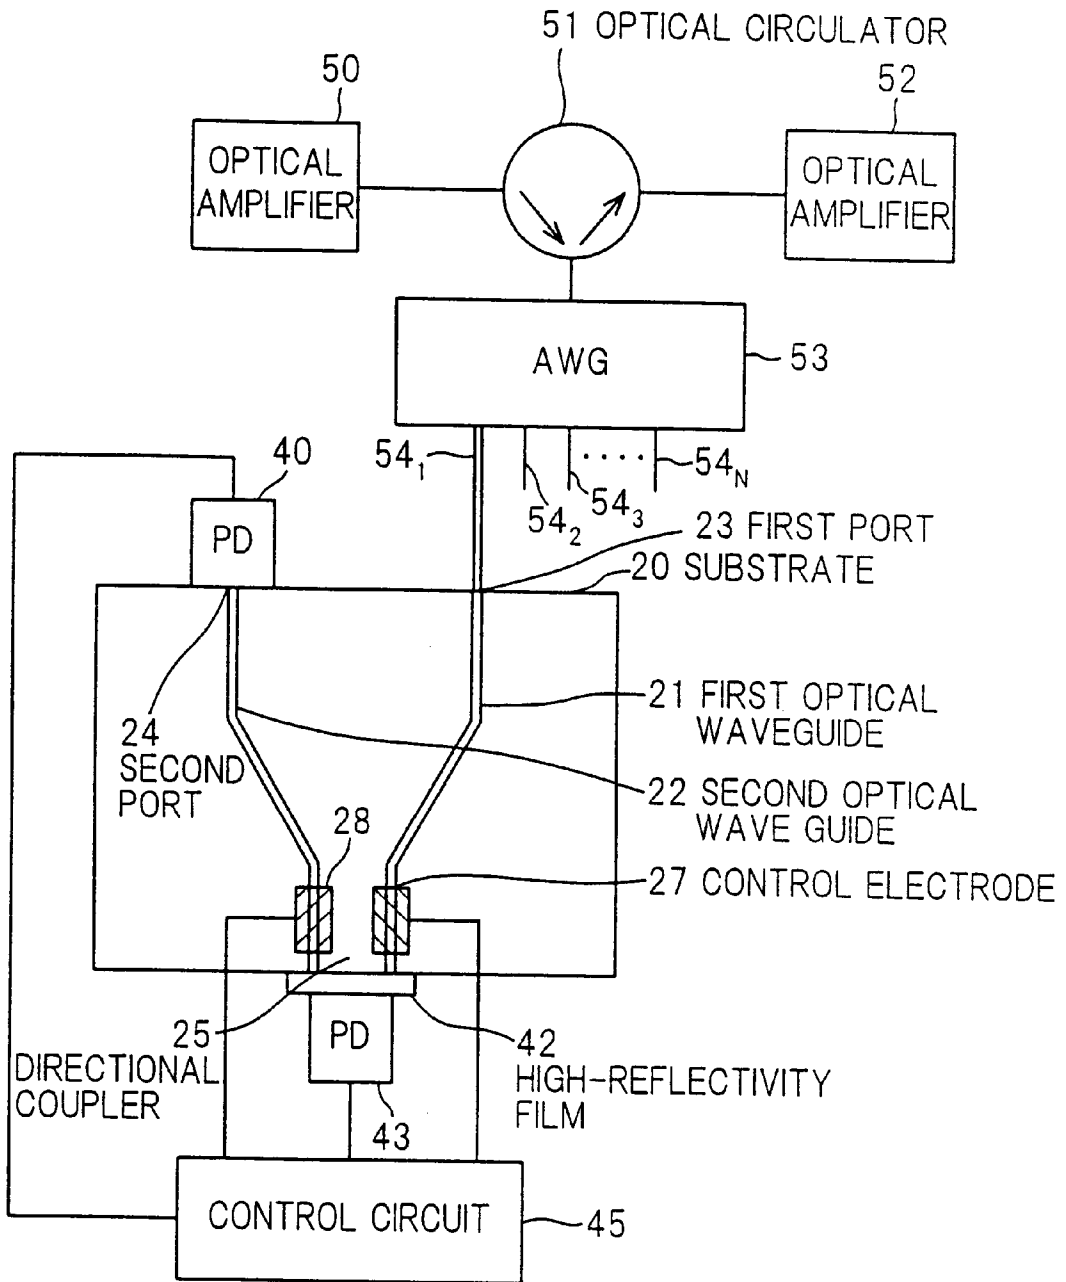 51 OPTICAL CIRCULATOR
50
52
OPTICAL
AMPLIFIER
OPTICAL
AMPLIFIER
AWG
53
54₁
54₂
54₃
. . . .
54N
40
PD
23 FIRST PORT
20 SUBSTRATE
21 FIRST OPTICAL
WAVEGUIDE
24
SECOND
PORT
22 SECOND OPTICAL
WAVE GUIDE
28
27 CONTROL ELECTRODE
25
DIRECTIONAL
COUPLER
PD
42
HIGH-REFLECTIVITY
FILM
43
CONTROL CIRCUIT
45